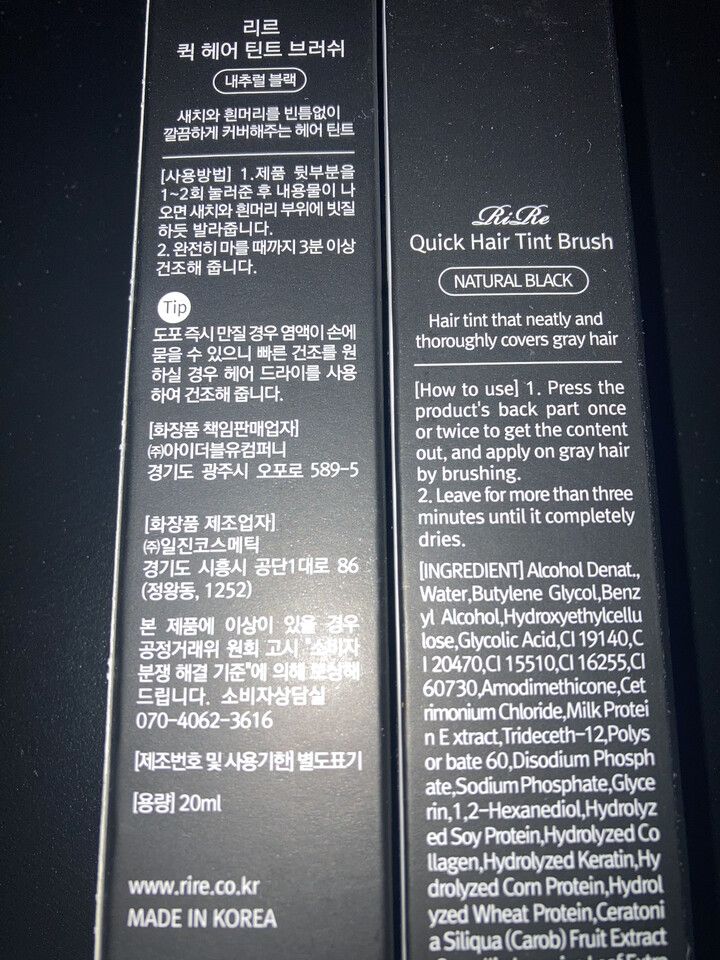 리르
퀵 헤어 틴트 브러쉬
내추럴 블랙
새치와 흰머리를 빈틈없이
깔끔하게 커버해주는 헤어 틴트
[사용방법] 1.제품 뒷부분을
1~2회 눌러준 후 내용물이 나
오면 새치와 흰머리 부위에 빗질
하듯 발라줍니다.
2. 완전히 마를 때까지 3분 이상
건조해 줍니다.
Tip
도포 즉시 만질 경우 염액이 손에
묻을 수 있으니 빠른 건조를 원
하실 경우 헤어 드라이를 사용
하여 건조해 줍니다.
[화장품 책임판매업자]
㈜아이더블유컴퍼니
경기도 광주시 오포로 589-5
[화장품 제조업자]
㈜일진코스메틱
경기도 시흥시 공단1대로 86
(정왕동, 1252)
본 제품에 이상이 있을 경우
공정거래위 원회 고시 "소비자
분쟁 해결 기준"에 의해 보상해
드립니다. 소비자상담실
070-4062-3616
[제조번호 및 사용기한] 별도표기
[용량] 20ml
www.rire.co.kr
MADE IN KOREA
RiRe
Quick Hair Tint Brush
NATURAL BLACK
Hair tint that neatly and
thoroughly covers gray hair
[How to use] 1. Press the
product's back part once
or twice to get the content
out, and apply on gray hair
by brushing.
2. Leave for more than three
minutes until it completely
dries.
[INGREDIENT] Alcohol Denat.,
Water,Butylene Glycol,Benz
yl Alcohol,Hydroxyethylcellu
lose,Glycolic Acid,CI 19140,C
I 20470,CI 15510,CI 16255,CI
60730,Amodimethicone,Cet
rimonium Chloride,Milk Protei
n E xtract,Trideceth-12,Polys
or bate 60,Disodium Phosph
ate,Sodium Phosphate,Glyce
rin,1,2-Hexanediol,Hydrolyz
ed Soy Protein,Hydrolyzed Co
llagen,Hydrolyzed Keratin,Hy
drolyzed Corn Protein,Hydrol
yzed Wheat Protein,Ceratoni
a Siliqua (Carob) Fruit Extract